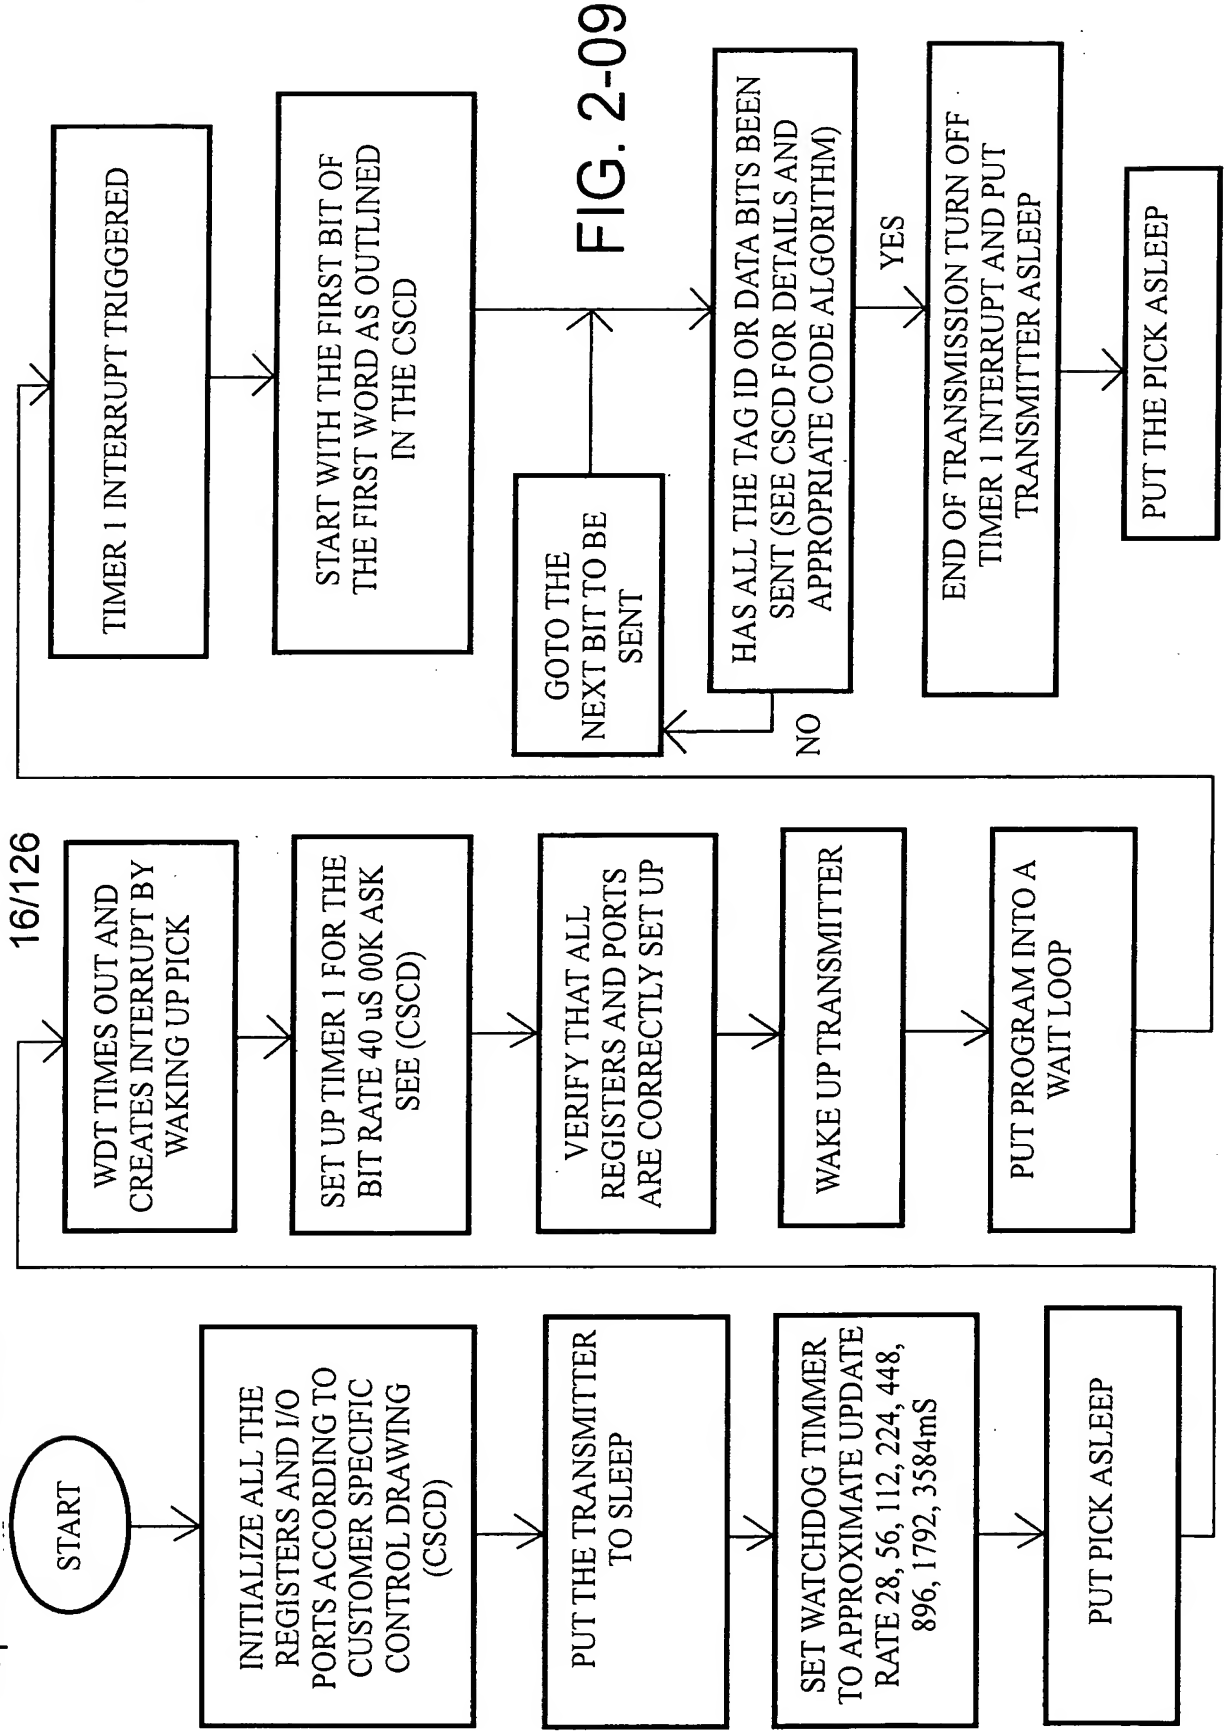 16/126
START
INITIALIZE ALL THE
REGISTERS AND I/O
PORTS ACCORDING TO
CUSTOMER SPECIFIC
CONTROL DRAWING
(CSCD)
PUT THE TRANSMITTER
TO SLEEP
SET WATCHDOG TIMMER
TO APPROXIMATE UPDATE
RATE 28, 56, 112, 224, 448,
896, 1792, 3584mS
PUT PICK ASLEEP
WDT TIMES OUT AND
CREATES INTERRUPT BY
WAKING UP PICK
SET UP TIMER 1 FOR THE
BIT RATE 40 uS 00K ASK
SEE (CSCD)
VERIFY THAT ALL
REGISTERS AND PORTS
ARE CORRECTLY SET UP
WAKE UP TRANSMITTER
PUT PROGRAM INTO A
WAIT LOOP
TIMER 1 INTERRUPT TRIGGERED
START WITH THE FIRST BIT OF
THE FIRST WORD AS OUTLINED
IN THE CSCD
GOTO THE
NEXT BIT TO BE
SENT
HAS ALL THE TAG ID OR DATA BITS BEEN
SENT (SEE CSCD FOR DETAILS AND
APPROPRIATE CODE ALGORITHM)
NO
YES
END OF TRANSMISSION TURN OFF
TIMER 1 INTERRUPT AND PUT
TRANSMITTER ASLEEP
PUT THE PICK ASLEEP
FIG. 2-09